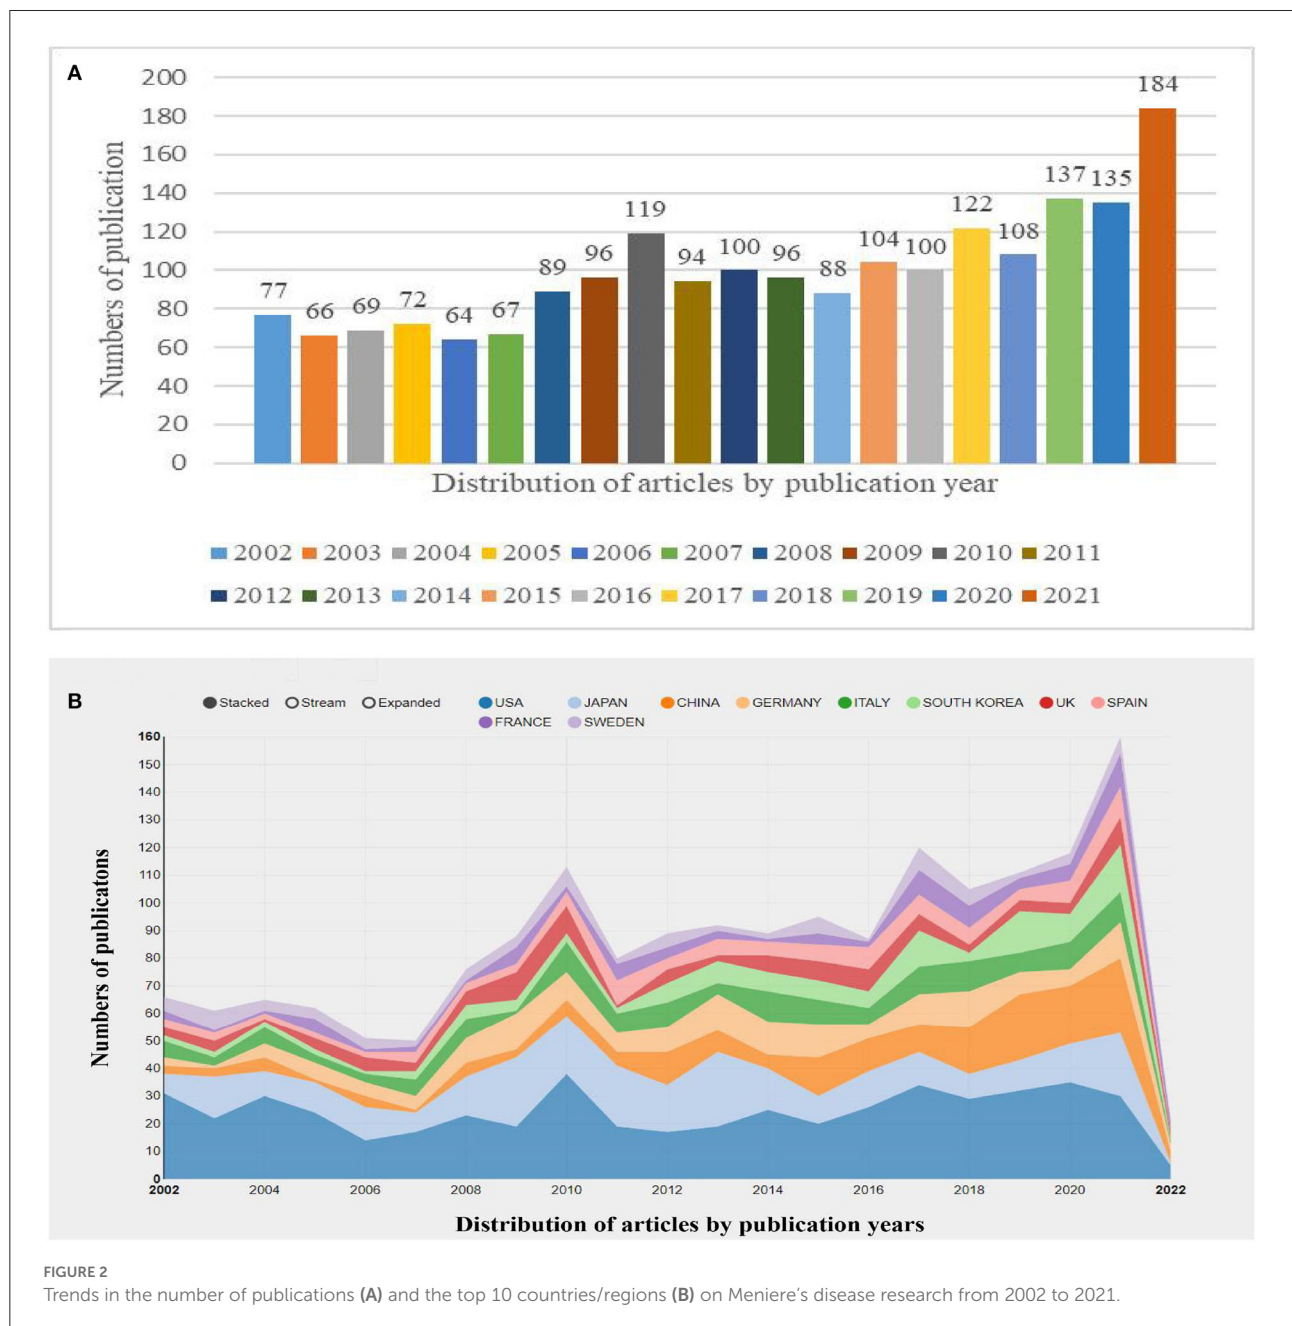 A
200
180
160
140
120
100
80
60
40
20
0
Numbers of publication
77 66 69 72 64 67 89 96 119 94 100 96 88 104 100 122 108 137 135 184
Distribution of articles by publication year
2002 2003 2004 2005 2006 2007 2008 2009 2010 2011
2012 2013 2014 2015 2016 2017 2018 2019 2020 2021
B
Stacked Stream Expanded USA JAPAN CHINA GERMANY ITALY SOUTH KOREA UK SPAIN
FRANCE SWEDEN
160
150
140
130
120
110
100
90
80
70
60
50
40
30
20
10
0
Numbers of publicatons
2002 2004 2006 2008 2010 2012 2014 2016 2018 2020 2022
Distribution of articles by publication years
FIGURE 2
Trends in the number of publications (A) and the top 10 countries/regions (B) on Meniere's disease research from 2002 to 2021.